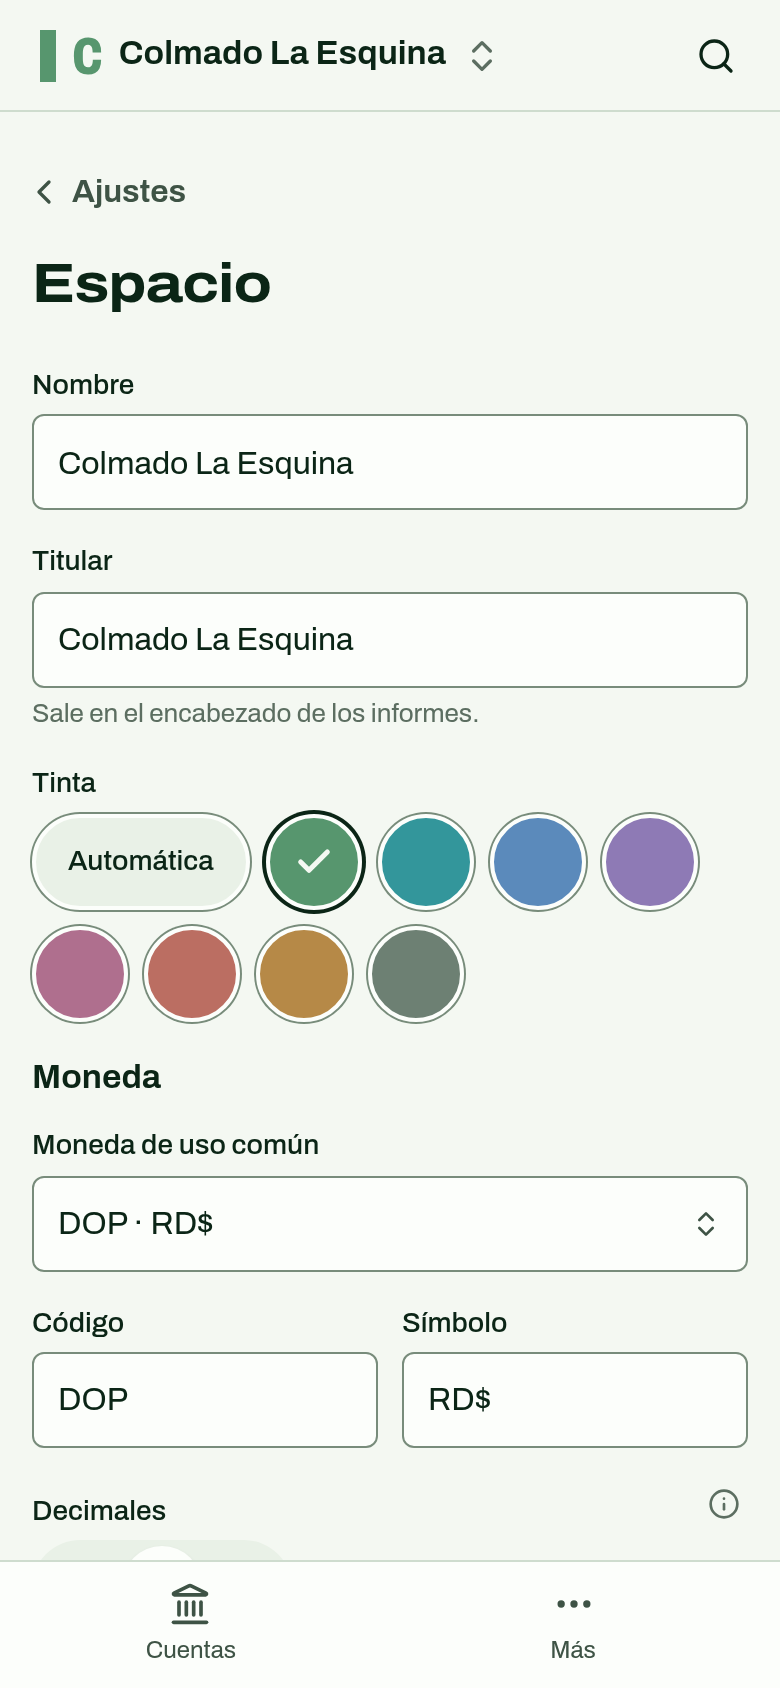 C Colmado La Esquina
Ajustes
Espacio
Nombre
Colmado La Esquina
Titular
Colmado La Esquina
Sale en el encabezado de los informes.
Tinta
Automática
Moneda
Moneda de uso común
DOP · RD$
Código
Símbolo
DOP
RD$
Decimales
Cuentas
Más